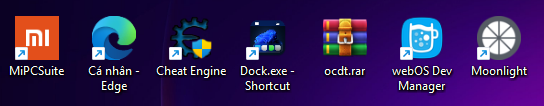 MiPCSuite
Cá nhân -
Edge
Cheat Engine
Dock.exe -
Shortcut
ocdt.rar
webOS Dev
Manager
Moonlight